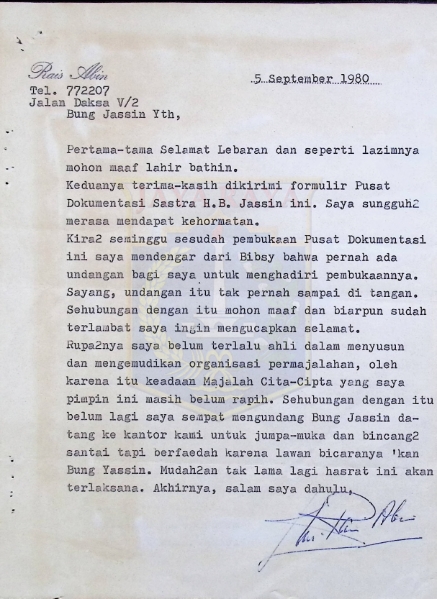 Rais Abin
5 September 1980
Tel. 772207
Jalan Daksa V/2
Bung Jassin Yth,
Pertama-tama Selamat Lebaran dan seperti lazimnya
mohon maaf lahir bathin.
Keduanya terima-kasih dikirimi formulir Pusat
Dokumentasi Sastra H.B. Jassin ini. Saya sungguh2
merasa mendapat kehormatan.
Kira2 seminggu sesudah pembukaan Pusat Dokumentasi
ini saya mendengar dari Bibsy bahwa pernah ada
undangan bagi saya untuk menghadiri pembukaannya.
Sayang, undangan itu tak pernah sampai di tangan.
Sehubungan dengan itu mohon maaf dan biarpun sudah
terlambat saya ingin mengucapkan selamat.
Rupa2nya saya belum terlalu ahli dalam menyusun
dan mengemudikan organisasi permajalahan, oleh
karena itu keadaan Majalah Cita-Cipta yang saya
pimpin ini masih belum rapih. Sehubungan dengan itu
belum lagi saya sempat mengundang Bung Jassin da-
tang ke kantor kami untuk jumpa-muka dan bincang2
santai tapi berfaedah karena lawan bicaranya 'kan
Bung Yassin. Mudah2an tak lama lagi hasrat ini akan
terlaksana. Akhirnya, salam saya dahulu,